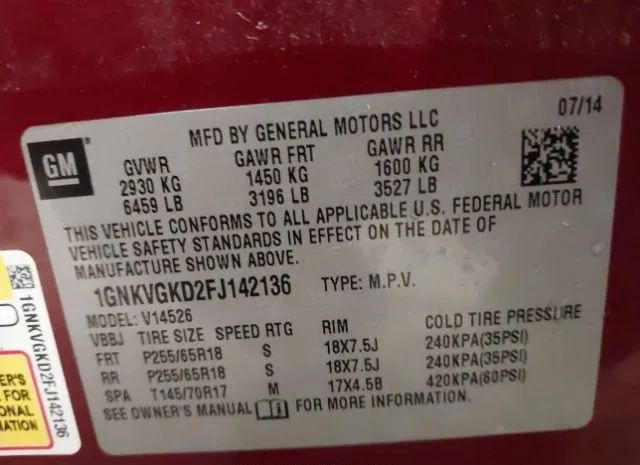 GM
MFD BY GENERAL MOTORS LLC
07/14
GVWR GAWR FRT GAWR RR
2930 KG 1450 KG 1600 KG
6459 LB 3196 LB 3527 LB
THIS VEHICLE CONFORMS TO ALL APPLICABLE U.S. FEDERAL MOTOR
VEHICLE SAFETY STANDARDS IN EFFECT ON THE DATE OF
MANUFACTURE SHOWN ABOVE.
1GNKVGKD2FJ142136 TYPE: M.P.V.
MODEL: V14526
VBBJ TIRE SIZE SPEED RTG RIM COLD TIRE PRESSURE
FRT P255/65R18 S 18X7.5J 240KPA(35PSI)
RR P255/65R18 S 18X7.5J 240KPA(35PSI)
SPA T145/70R17 M 17X4.5B 420KPA(60PSI)
SEE OWNER'S MANUAL FOR MORE INFORMATION.
1GNKVGKD2FJ142136
ER'S
FOR
ONAL
ATION